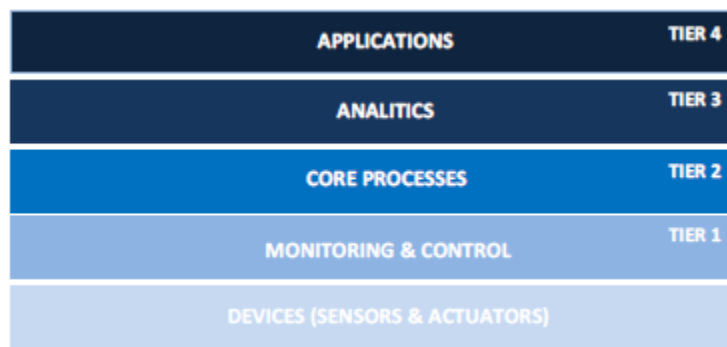 APPLICATIONS TIER 4
ANALITICS TIER 3
CORE PROCESSES TIER 2
MONITORING & CONTROL TIER 1
DEVICES (SENSORS & ACTUATORS)